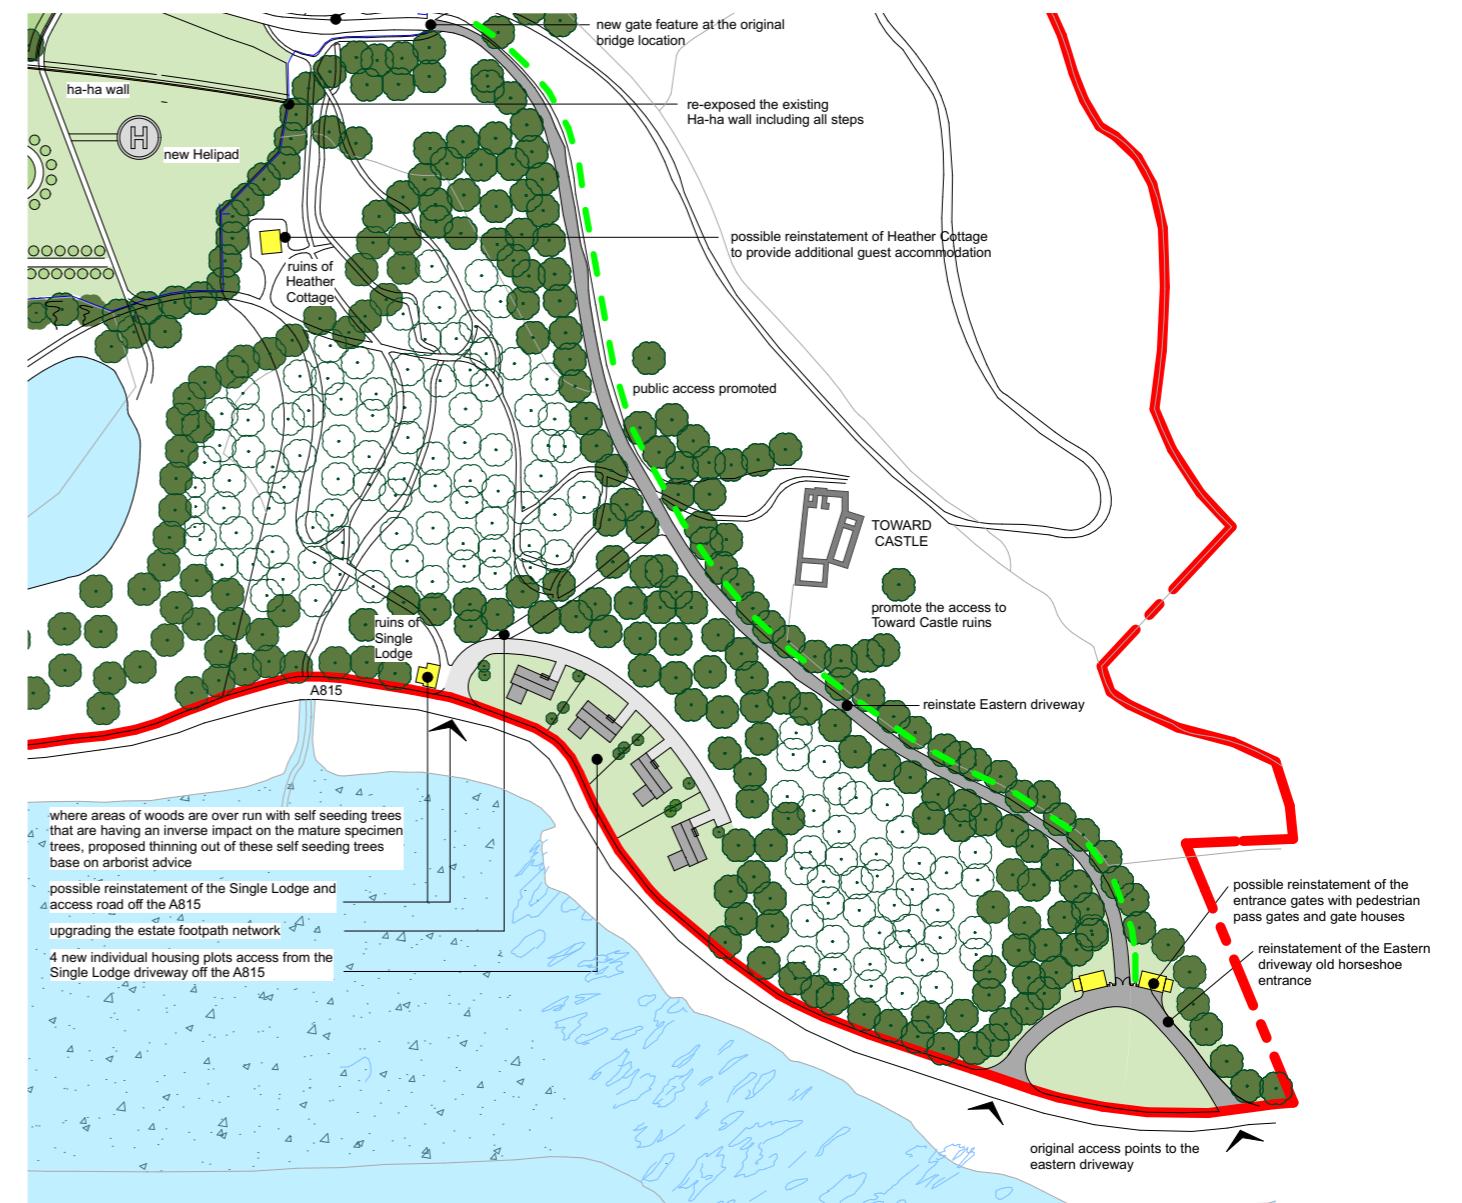 new gate feature at the original
bridge location
ha-ha wall
re-exposed the existing
Ha-ha wall including all steps
H
new Helipad
possible reinstatement of Heather Cottage
to provide additional guest accommodation
ruins of
Heather
Cottage
public access promoted
TOWARD
CASTLE
promote the access to
Toward Castle ruins
ruins of
Single
Lodge
A815
reinstate Eastern driveway
where areas of woods are over run with self seeding trees
that are having an inverse impact on the mature specimen
trees, proposed thinning out of these self seeding trees
base on arborist advice
possible reinstatement of the Single Lodge and
access road off the A815
upgrading the estate footpath network
4 new individual housing plots access from the
Single Lodge driveway off the A815
possible reinstatement of the
entrance gates with pedestrian
pass gates and gate houses
reinstatement of the Eastern
driveway old horseshoe
entrance
original access points to the
eastern driveway